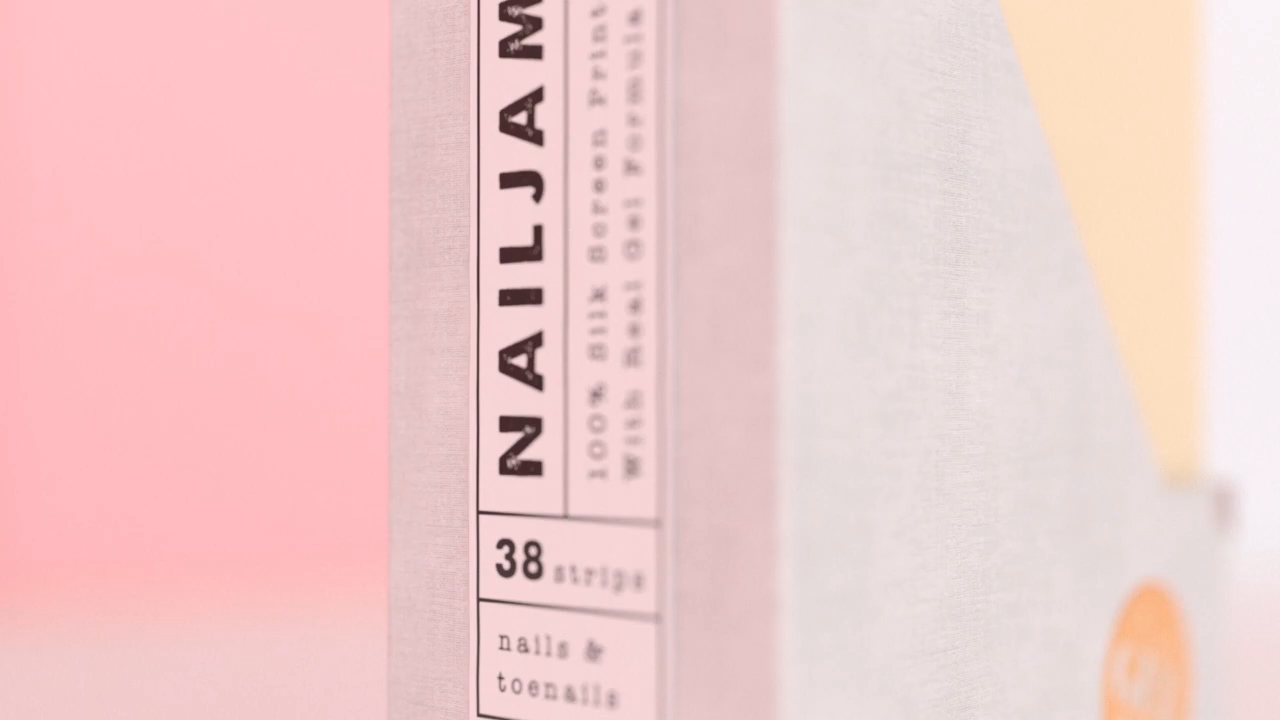 NAILJAM
100% Silk Screen Print
With Real Gel Formula
38 strips
nails &
toenails